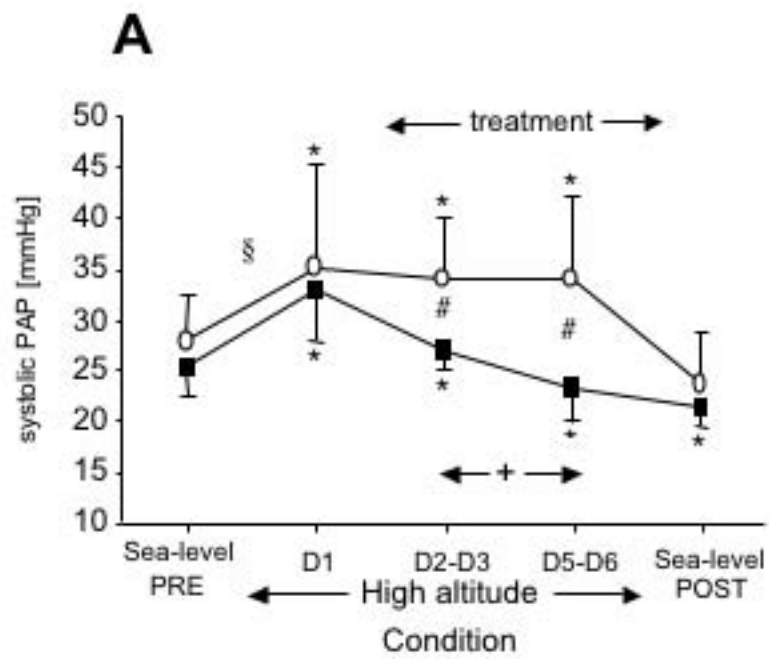 A
systolic PAP [mmHg]
50
45
40
35
30
25
20
15
10
treatment
*
*
*
§
#
#
*
*
*
*
+
Sea-level PRE
D1
D2-D3
D5-D6
Sea-level POST
High altitude
Condition